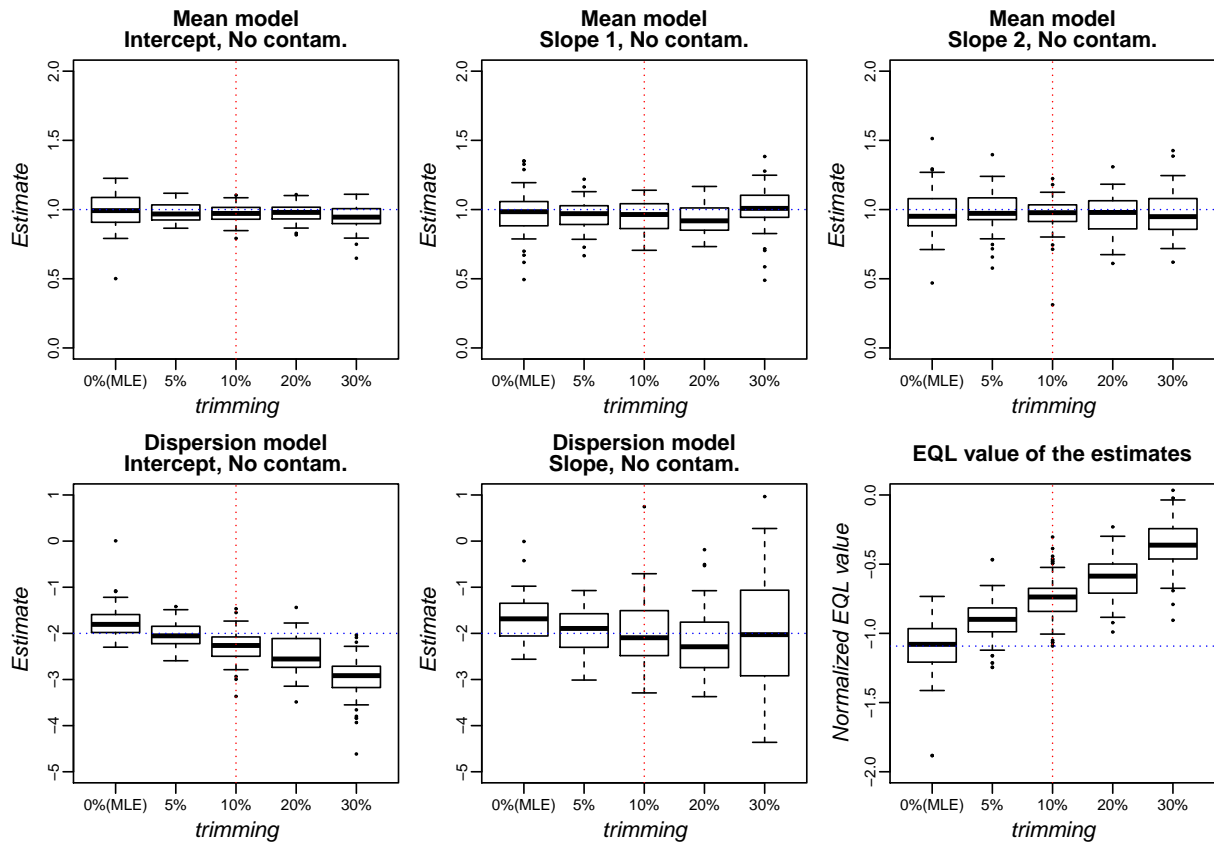 Mean model
Intercept, No contam.
Estimate
2.0
1.5
1.0
0.5
0.0
0%(MLE) 5% 10% 20% 30%
trimming
Mean model
Slope 1, No contam.
Estimate
2.0
1.5
1.0
0.5
0.0
0%(MLE) 5% 10% 20% 30%
trimming
Mean model
Slope 2, No contam.
Estimate
2.0
1.5
1.0
0.5
0.0
0%(MLE) 5% 10% 20% 30%
trimming
Dispersion model
Intercept, No contam.
Estimate
1
0
−1
−2
−3
−4
−5
0%(MLE) 5% 10% 20% 30%
trimming
Dispersion model
Slope, No contam.
Estimate
1
0
−1
−2
−3
−4
−5
0%(MLE) 5% 10% 20% 30%
trimming
EQL value of the estimates
Normalized EQL value
0.0
−0.5
−1.0
−1.5
−2.0
0%(MLE) 5% 10% 20% 30%
trimming